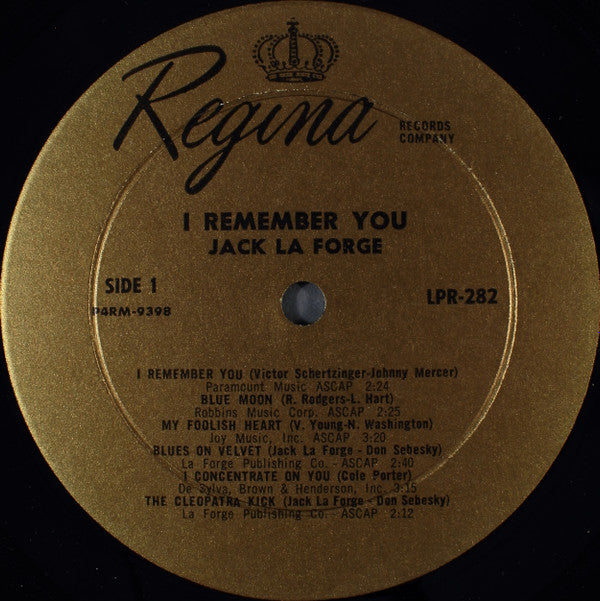 Regina
RECORDS
COMPANY
I REMEMBER YOU
JACK LA FORGE
SIDE 1
P4RM-9398
LPR-282
I REMEMBER YOU (Victor Schertzinger-Johnny Mercer)
Paramount Music ASCAP 2:24
BLUE MOON (R. Rodgers-L. Hart)
Robbins Music Corp. ASCAP 2:25
MY FOOLISH HEART (V. Young-N. Washington)
Joy Music, Inc. ASCAP 3:20
BLUES ON VELVET (Jack La Forge - Don Sebesky)
La Forge Publishing Co. - ASCAP 2:40
I CONCENTRATE ON YOU (Cole Porter)
De Sylva, Brown & Henderson, Inc. 3:15
THE CLEOPATRA KICK (Jack La Forge - Don Sebesky)
La Forge Publishing Co. - ASCAP 2:12